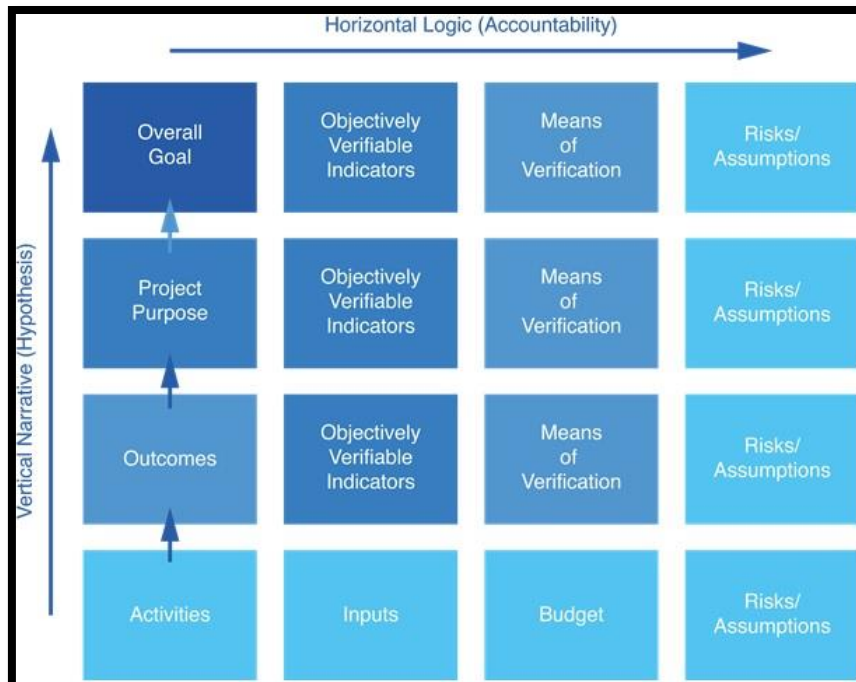 Horizontal Logic (Accountability)
Vertical Narrative (Hypothesis)
Overall
Goal
Objectively
Verifiable
Indicators
Means
of
Verification
Risks/
Assumptions
Project
Purpose
Objectively
Verifiable
Indicators
Means
of
Verification
Risks/
Assumptions
Outcomes
Objectively
Verifiable
Indicators
Means
of
Verification
Risks/
Assumptions
Activities
Inputs
Budget
Risks/
Assumptions